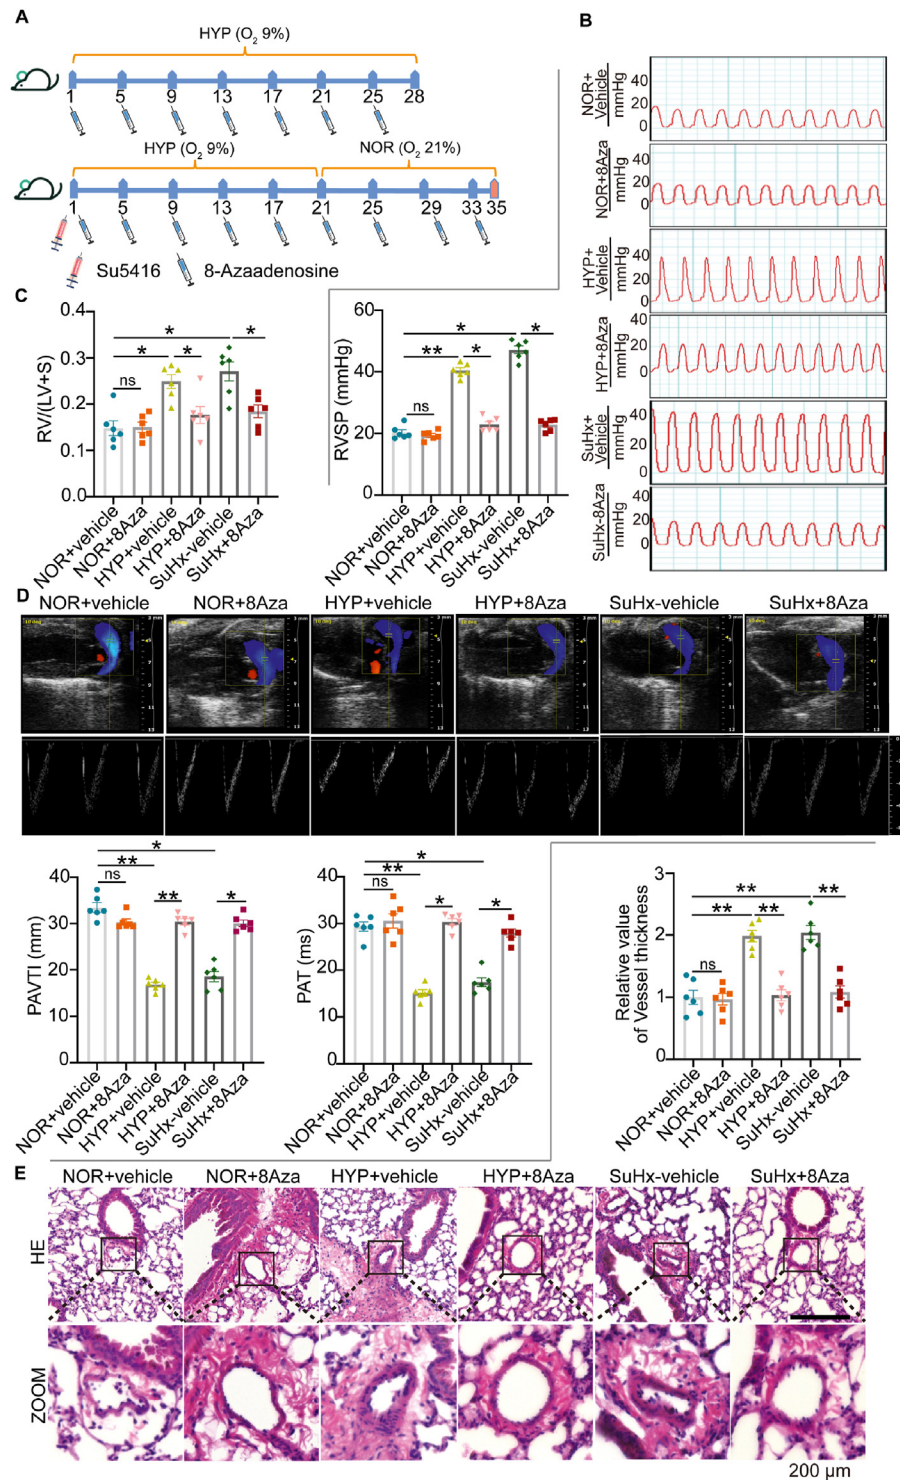 A
HYP (O2 9%)
1 5 9 13 17 21 25 28
HYP (O2 9%) NOR (O2 21%)
1 5 9 13 17 21 25 29 33 35
Su5416 8-Azaadenosine
B
NOR+
Vehicle
mmHg
40
20
0
NOR+8Aza
mmHg
40
20
0
HYP+
Vehicle
mmHg
40
20
0
HYP+8Aza
mmHg
40
20
0
SuHx+
Vehicle
mmHg
40
20
0
SuHx-8Aza
mmHg
40
20
0
C
RV/(LV+S)
0.4
0.3
0.2
0.1
0.0
* * * * ns
NOR+vehicle
NOR+8Aza
HYP+vehicle
HYP+8Aza
SuHx-vehicle
SuHx+8Aza
RVSP (mmHg)
60
40
20
0
* * ** * ns
NOR+vehicle
NOR+8Aza
HYP+vehicle
HYP+8Aza
SuHx-vehicle
SuHx+8Aza
D
NOR+vehicle NOR+8Aza HYP+vehicle HYP+8Aza SuHx-vehicle SuHx+8Aza
PAVTI (mm)
40
30
20
10
0
* ** ns ** *
NOR+vehicle
NOR+8Aza
HYP+vehicle
HYP+8Aza
SuHx-vehicle
SuHx+8Aza
PAT (ms)
40
30
20
10
0
* ** ns * *
NOR+vehicle
NOR+8Aza
HYP+vehicle
HYP+8Aza
SuHx-vehicle
SuHx+8Aza
Relative value
of Vessel thickness
3
2
1
0
** ** ** ** ns
NOR+vehicle
NOR+8Aza
HYP+vehicle
HYP+8Aza
SuHx-vehicle
SuHx+8Aza
E
NOR+vehicle NOR+8Aza HYP+vehicle HYP+8Aza SuHx-vehicle SuHx+8Aza
HE
ZOOM
200 μm